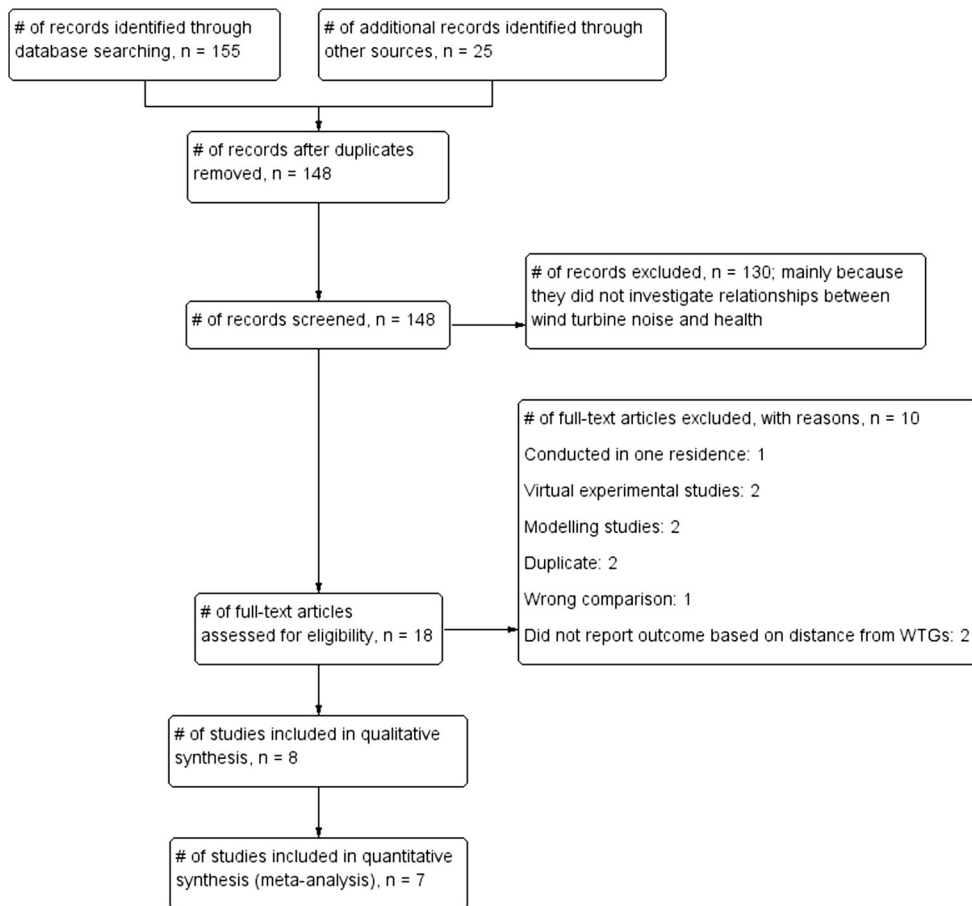 # of records identified through
database searching, n = 155
# of additional records identified through
other sources, n = 25
# of records after duplicates
removed, n = 148
# of records screened, n = 148
# of records excluded, n = 130; mainly because
they did not investigate relationships between
wind turbine noise and health
# of full-text articles excluded, with reasons, n = 10
Conducted in one residence: 1
Virtual experimental studies: 2
Modelling studies: 2
Duplicate: 2
Wrong comparison: 1
Did not report outcome based on distance from WTGs: 2
# of full-text articles
assessed for eligibility, n = 18
# of studies included in qualitative
synthesis, n = 8
# of studies included in quantitative
synthesis (meta-analysis), n = 7